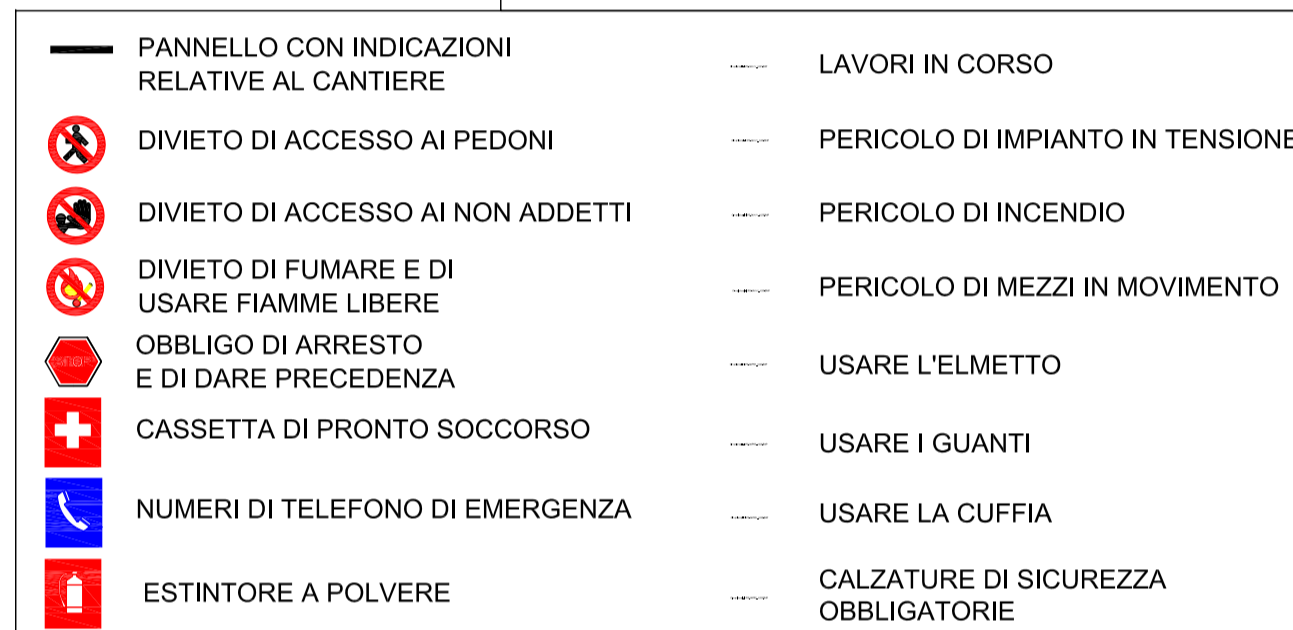 PANNELLO CON INDICAZIONI
RELATIVE AL CANTIERE
DIVIETO DI ACCESSO AI PEDONI
DIVIETO DI ACCESSO AI NON ADDETTI
DIVIETO DI FUMARE E DI
USARE FIAMME LIBERE
STOP
OBBLIGO DI ARRESTO
E DI DARE PRECEDENZA
CASSETTA DI PRONTO SOCCORSO
NUMERI DI TELEFONO DI EMERGENZA
ESTINTORE A POLVERE
LAVORI IN CORSO
PERICOLO DI IMPIANTO IN TENSIONE
PERICOLO DI INCENDIO
PERICOLO DI MEZZI IN MOVIMENTO
USARE L'ELMETTO
USARE I GUANTI
USARE LA CUFFIA
CALZATURE DI SICUREZZA
OBBLIGATORIE